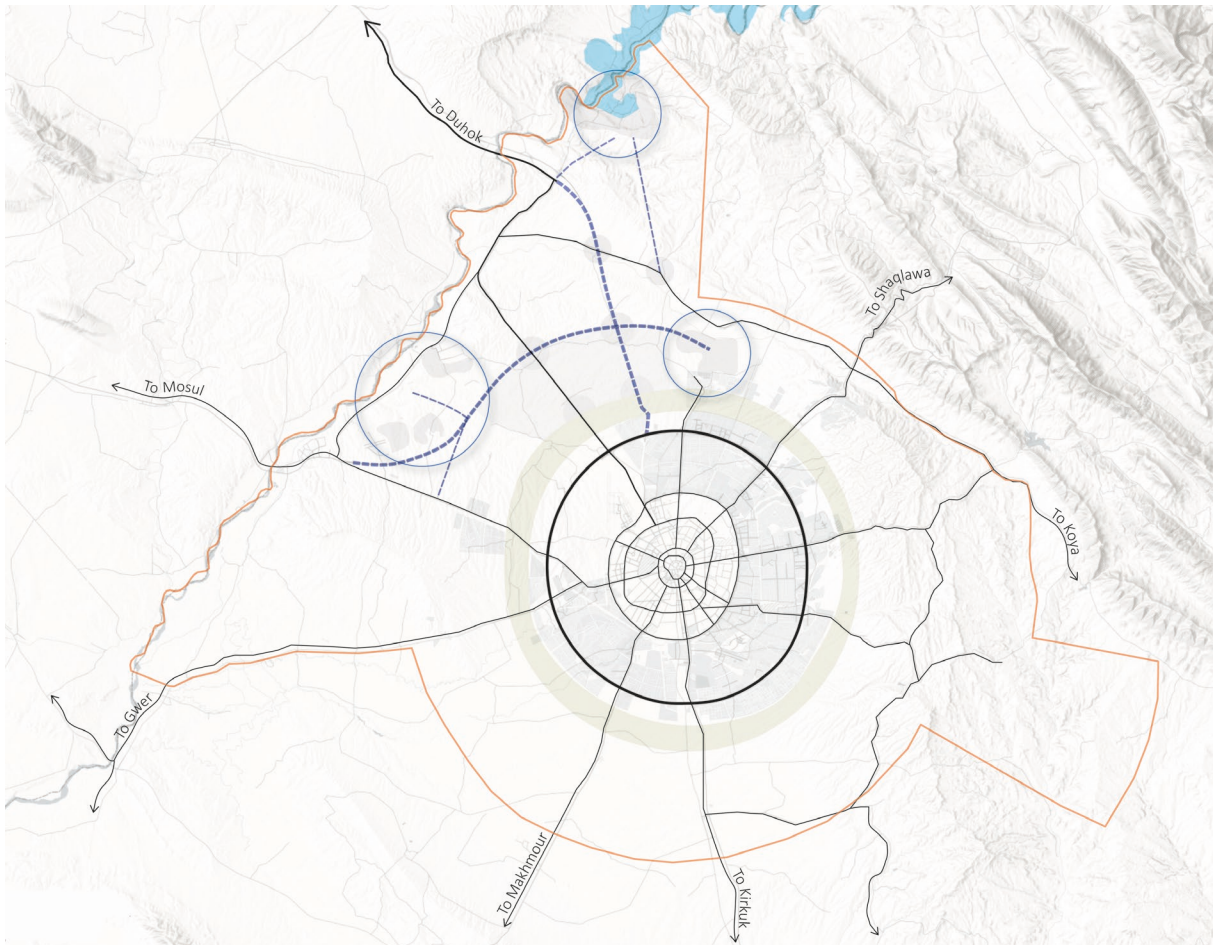 To Duhok
To Shaqlawa
To Mosul
To Koya
To Gwer
To Makhmour
To Kirkuk